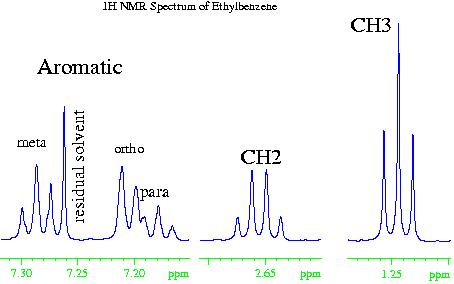 1H NMR Spectrum of Ethylbenzene
CH3
Aromatic
meta
residual solvent
ortho
para
CH2
7.30 7.25 7.20 ppm 2.65 ppm 1.25 ppm